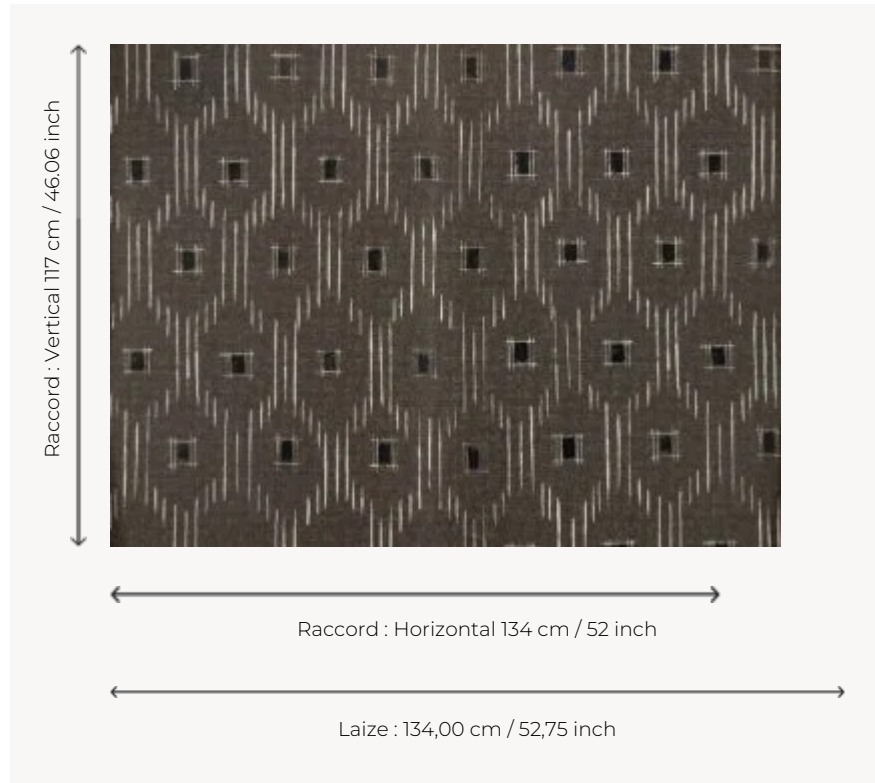 Raccord : Vertical 117 cm / 46.06 inch
Raccord : Horizontal 134 cm / 52 inch
Laize : 134,00 cm / 52,75 inch